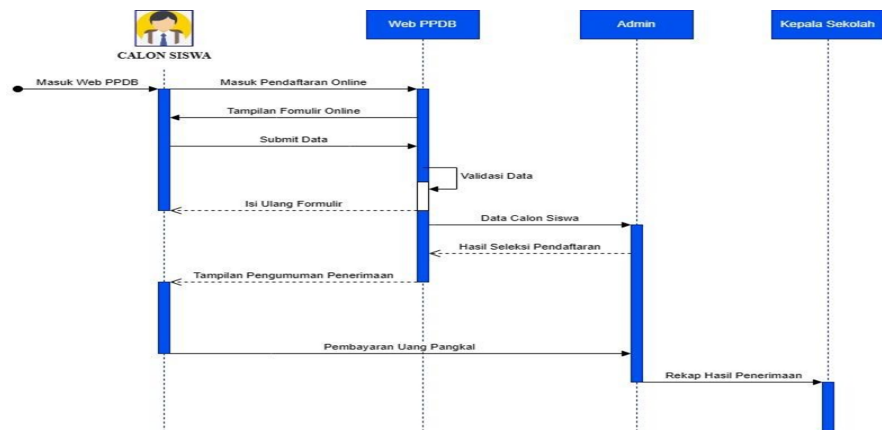 Web PPDB
Admin
Kepala Sekolah
CALON SISWA
Masuk Web PPDB
Masuk Pendaftaran Online
Tampilan Fomulir Online
Submit Data
Validasi Data
Isi Ulang Formulir
Data Calon Siswa
Hasil Seleksi Pendaftaran
Tampilan Pengumuman Penerimaan
Pembayaran Uang Pangkal
Rekap Hasil Penerimaan